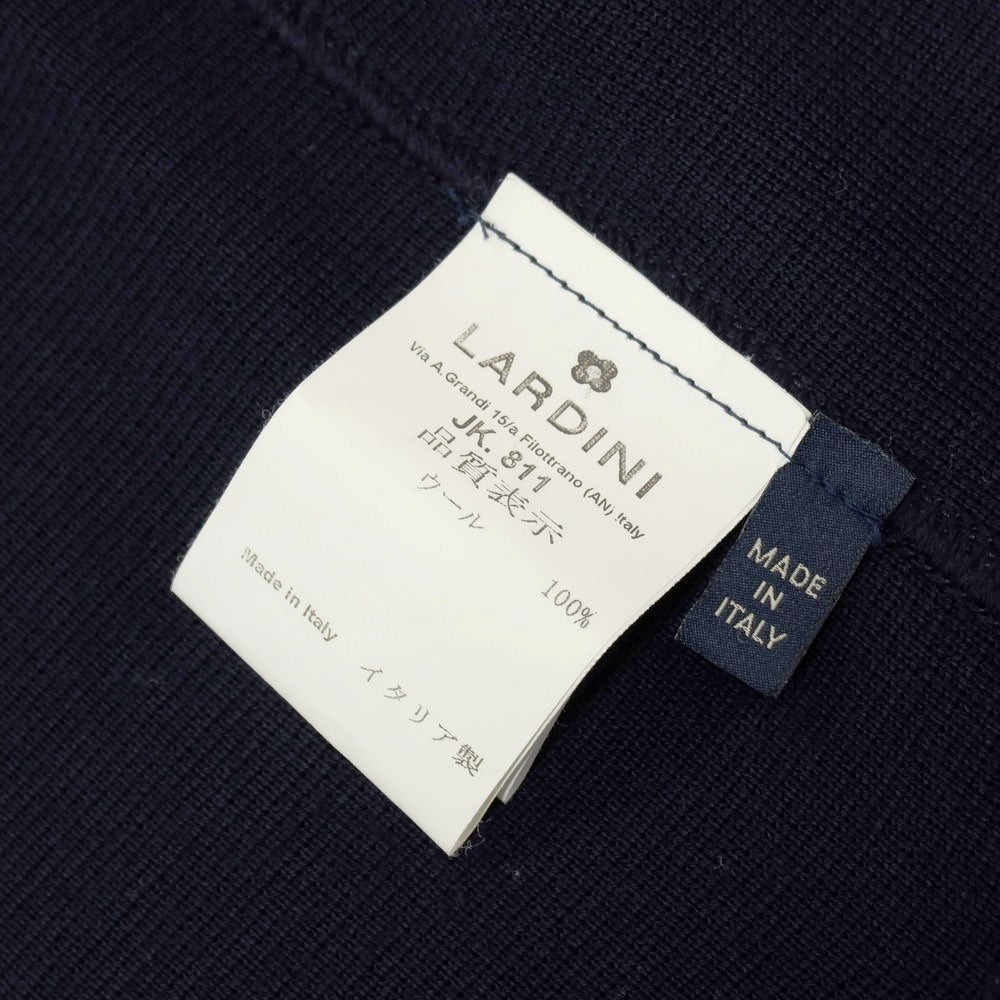 LARDINI
Via A.Grandi 15/a Filottrano (AN) Italy
JK. 811
品質表示
ウール
100%
Made in Italy イタリア製
MADE
IN
ITALY